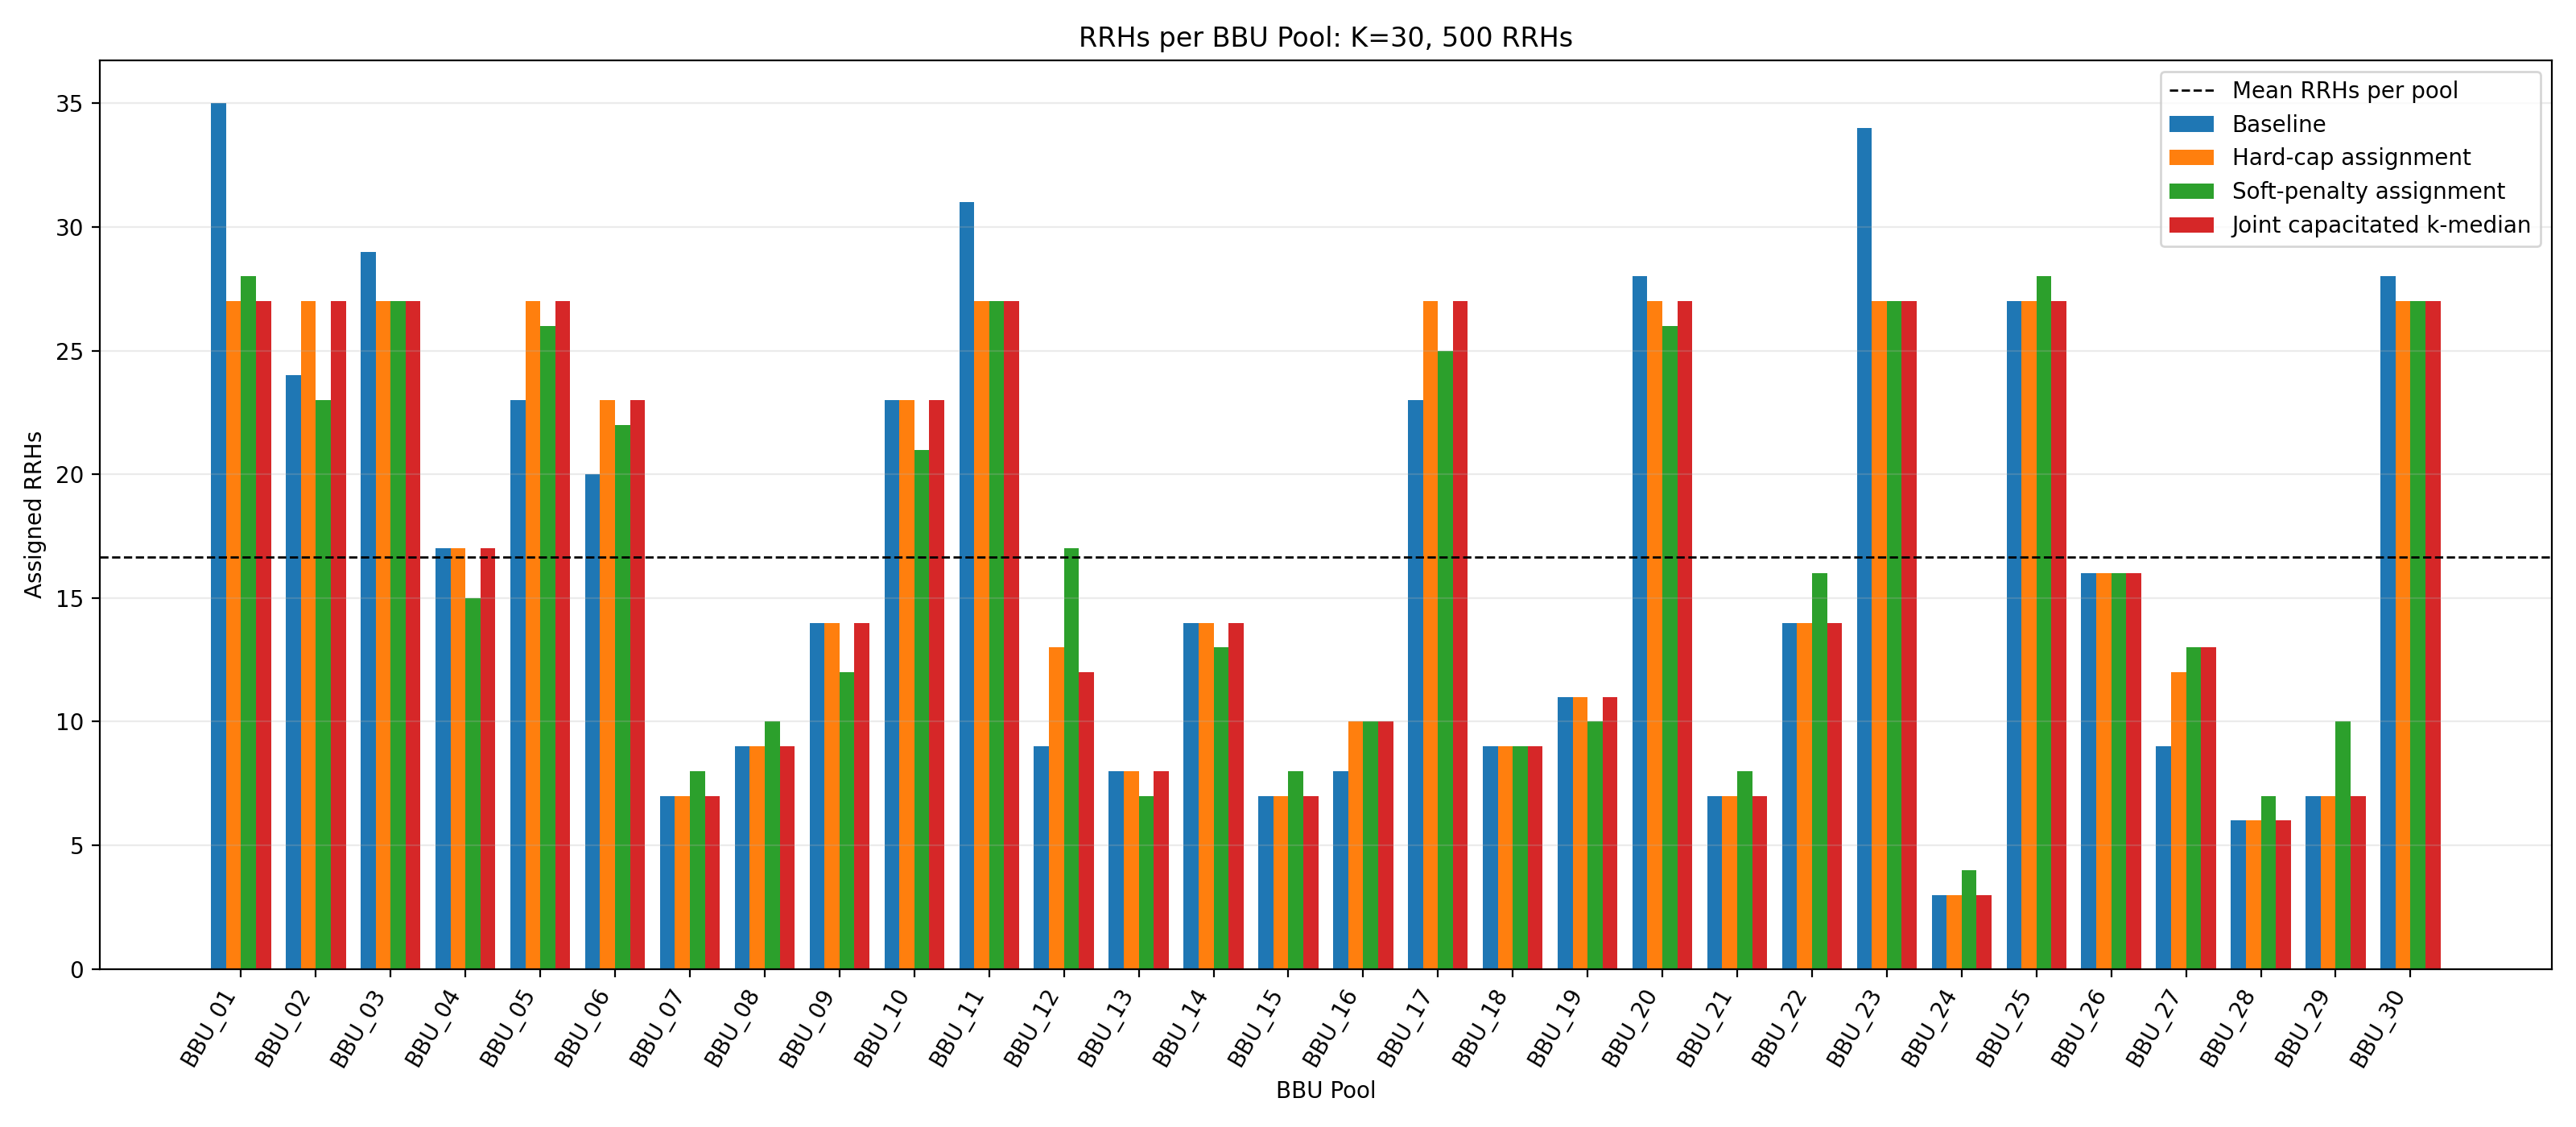 RRHs per BBU Pool: K=30, 500 RRHs
Mean RRHs per pool
Baseline
Hard-cap assignment
Soft-penalty assignment
Joint capacitated k-median
Assigned RRHs
35
30
25
20
15
10
5
0
BBU_01
BBU_02
BBU_03
BBU_04
BBU_05
BBU_06
BBU_07
BBU_08
BBU_09
BBU_10
BBU_11
BBU_12
BBU_13
BBU_14
BBU_15
BBU_16
BBU_17
BBU_18
BBU_19
BBU_20
BBU_21
BBU_22
BBU_23
BBU_24
BBU_25
BBU_26
BBU_27
BBU_28
BBU_29
BBU_30
BBU Pool